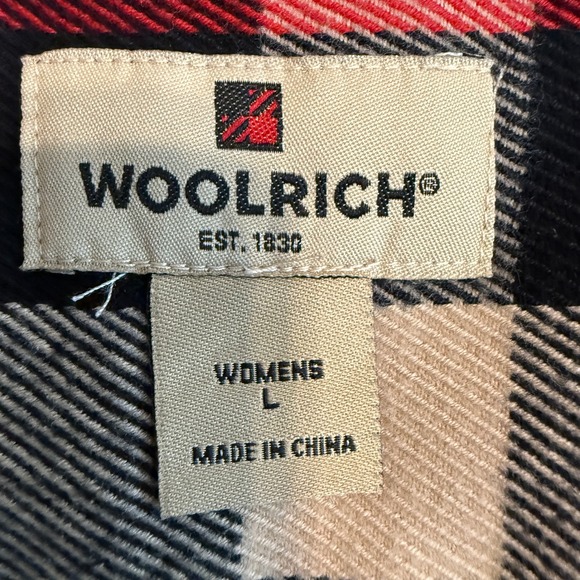 WOOLRICH®
EST. 1830
WOMENS
L
MADE IN CHINA